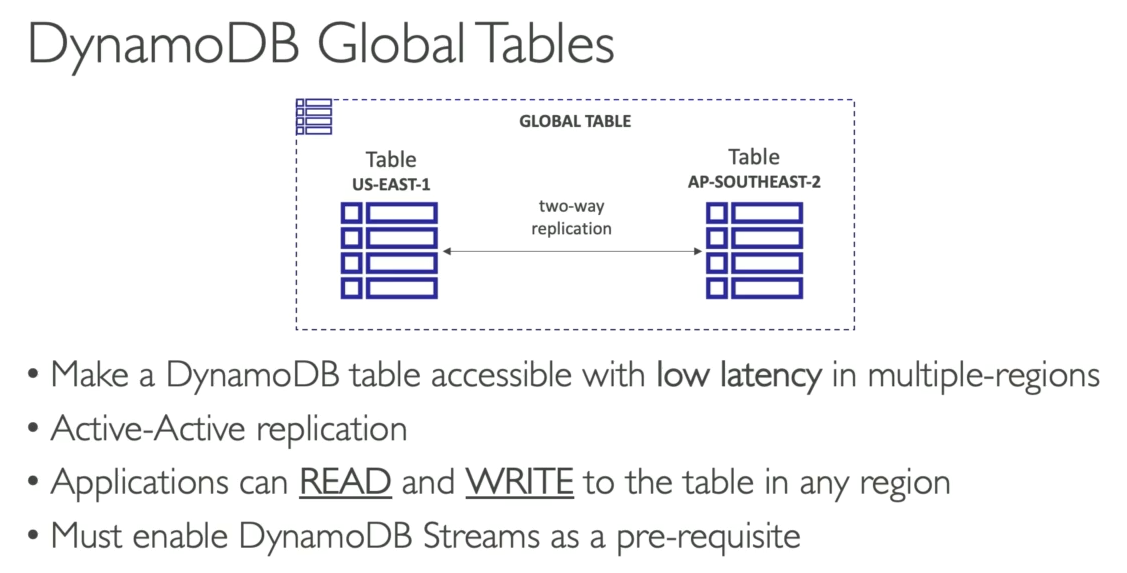 DynamoDB Global Tables
GLOBAL TABLE
Table
US-EAST-1
two-way
replication
Table
AP-SOUTHEAST-2
• Make a DynamoDB table accessible with low latency in multiple-regions
• Active-Active replication
• Applications can READ and WRITE to the table in any region
• Must enable DynamoDB Streams as a pre-requisite